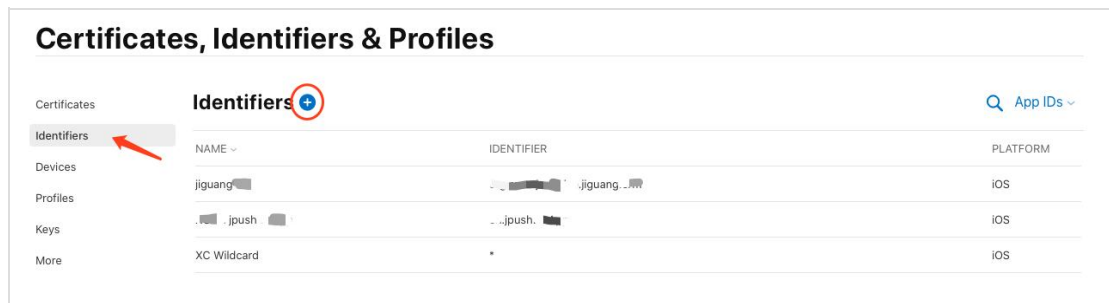 Certificates, Identifiers & Profiles
Certificates
Identifiers
Devices
Profiles
Keys
More
Identifiers
App IDs
NAME IDENTIFIER PLATFORM
jiguang .jiguang. iOS
jpush .jpush. iOS
XC Wildcard * iOS